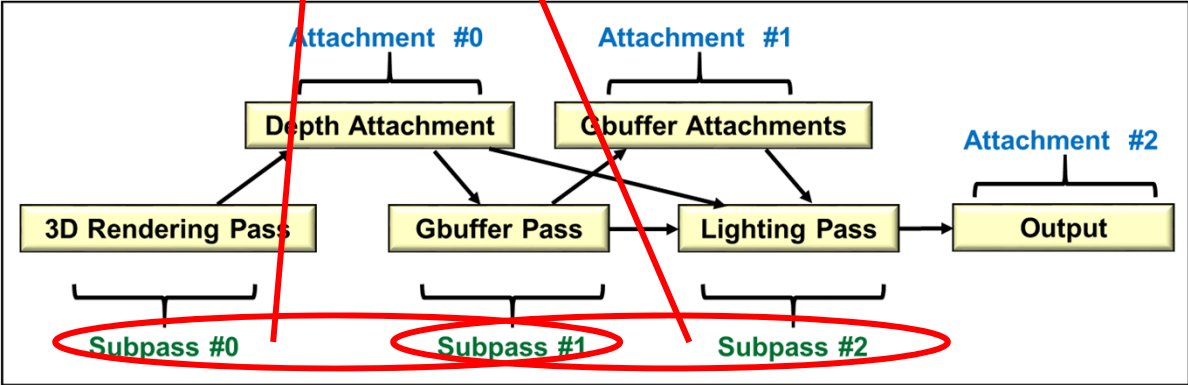 Attachment #0
Attachment #1
Depth Attachment
Gbuffer Attachments
Attachment #2
3D Rendering Pass
Gbuffer Pass
Lighting Pass
Output
Subpass #0
Subpass #1
Subpass #2